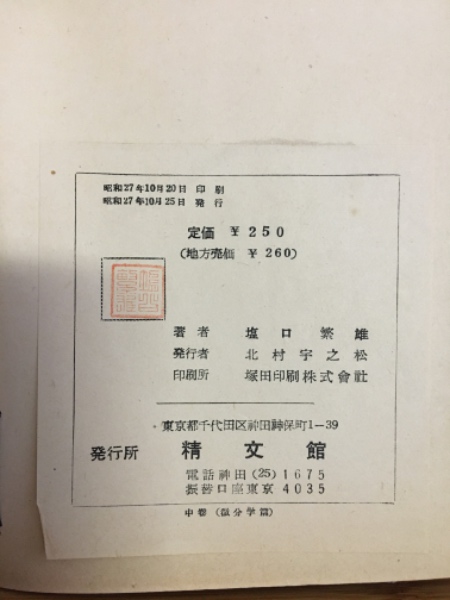 昭和27年10月20日 印刷
昭和27年10月25日 発行
定価 ¥250
(地方売価 ¥260)
著者 塩口繁雄
発行者 北村宇之松
印刷所 塚田印刷株式會社
東京都千代田区神田神保町1-39
発行所 精文館
電話神田(25)1675
振替口座東京 4035
中巻(微分学篇)